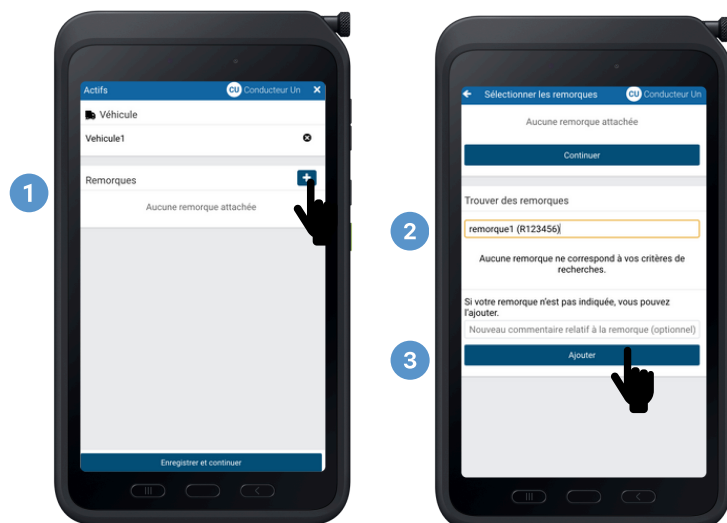 Actifs
CU Conducteur Un
Véhicule
Vehicule1
1
Remorques
Aucune remorque attachée
Enregistrer et continuer
Sélectionner les remorques
CU Conducteur Un
Aucune remorque attachée
Continuer
Trouver des remorques
2
remorque1 (R123456)
Aucune remorque ne correspond à vos critères de
recherches.
Si votre remorque n'est pas indiquée, vous pouvez
l'ajouter.
Nouveau commentaire relatif à la remorque (optionnel)
3
Ajouter